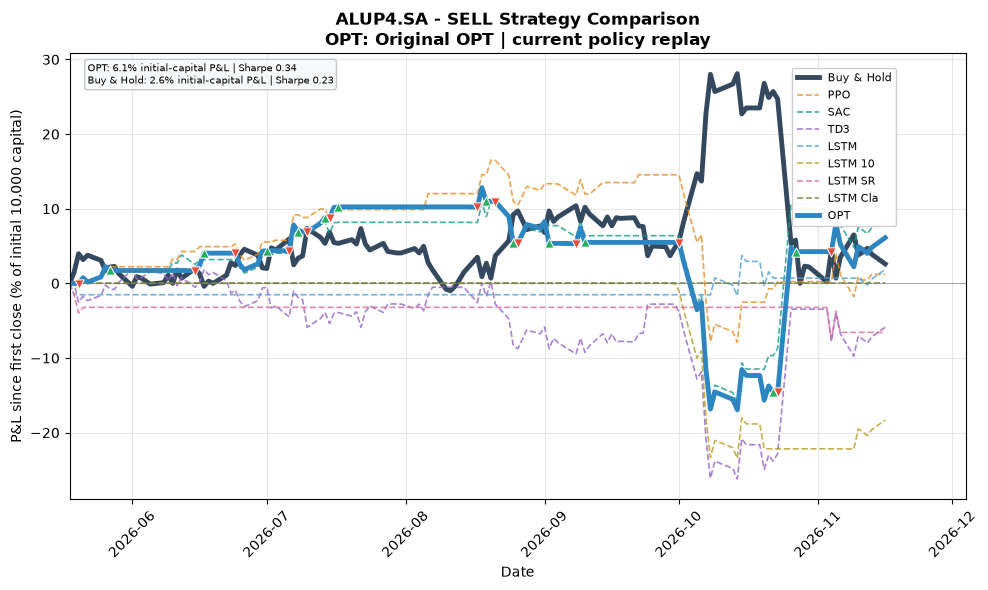 ALUP4.SA - SELL Strategy Comparison
OPT: Original OPT | current policy replay
OPT: 6.1% initial-capital P&L | Sharpe 0.34
Buy & Hold: 2.6% initial-capital P&L | Sharpe 0.23
Buy & Hold
PPO
SAC
TD3
LSTM
LSTM 10
LSTM SR
LSTM Cla
OPT
P&L since first close (% of initial 10,000 capital)
30
20
10
0
−10
−20
2026-06
2026-07
2026-08
2026-09
2026-10
2026-11
2026-12
Date